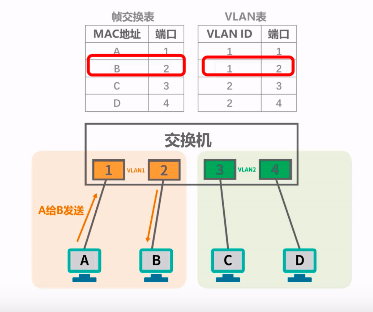 帧交换表 VLAN表
MAC地址 端口 VLAN ID 端口
A 1 1 1
B 2 1 2
C 3 2 3
D 4 2 4
交换机
1 VLAN1 2 3 VLAN2 4
A给B发送
A B C D